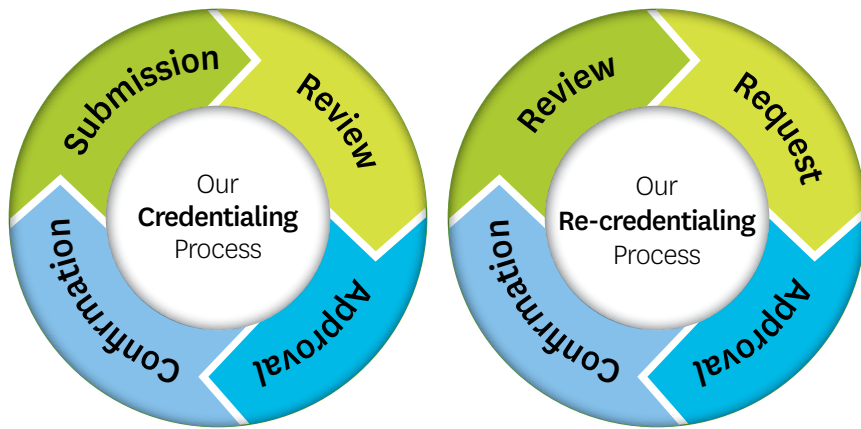 Submission
Review
Approval
Confirmation
Our
Credentialing
Process
Review
Request
Approval
Confirmation
Our
Re-credentialing
Process